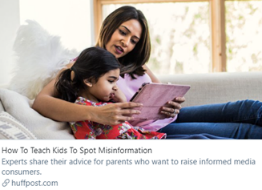 How To Teach Kids To Spot Misinformation
Experts share their advice for parents who want to raise informed media
consumers.
huffpost.com